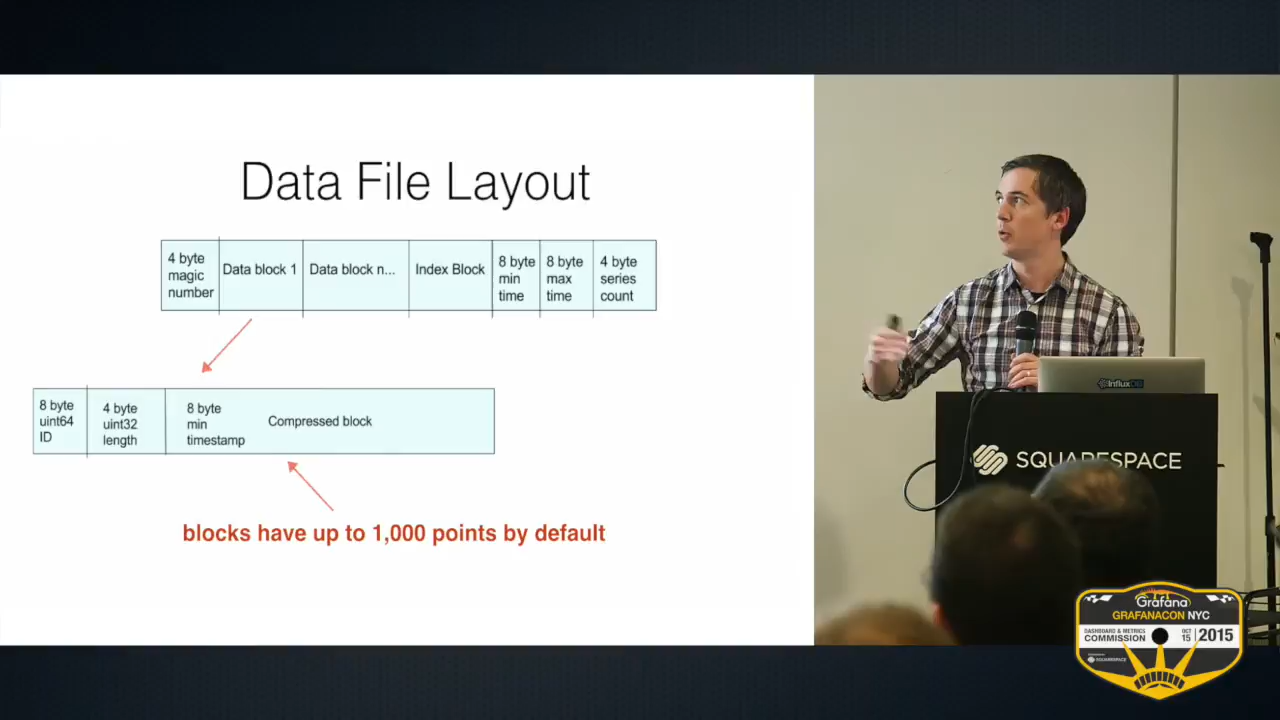 Data File Layout
4 byte
magic
number
Data block 1
Data block n...
Index Block
8 byte
min
time
8 byte
max
time
4 byte
series
count
8 byte
uint64
ID
4 byte
uint32
length
8 byte
min
timestamp
Compressed block
blocks have up to 1,000 points by default
InfluxDB
SQUARESPACE
Grafana
GRAFANACON NYC
DASHBOARD & METRICS
COMMISSION
OCT
15
2015
SQUARESPACE